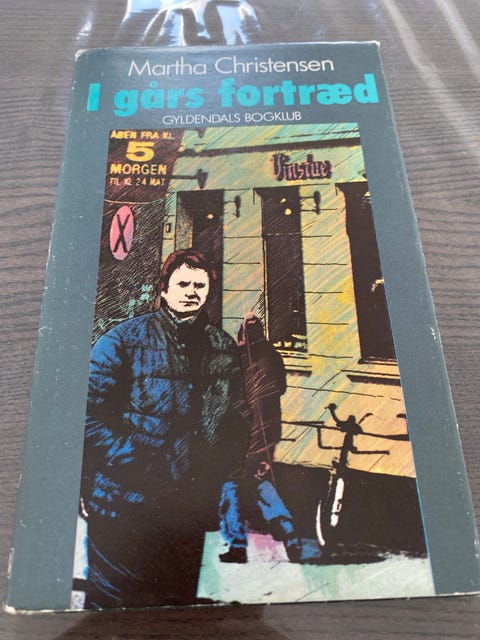 Martha Christensen
I gårs fortræd
GYLDENDALS BOGKLUB
ÅBEN FRA KL.
5
MORGEN
TIL KL 24 NAT
X
Vinstue